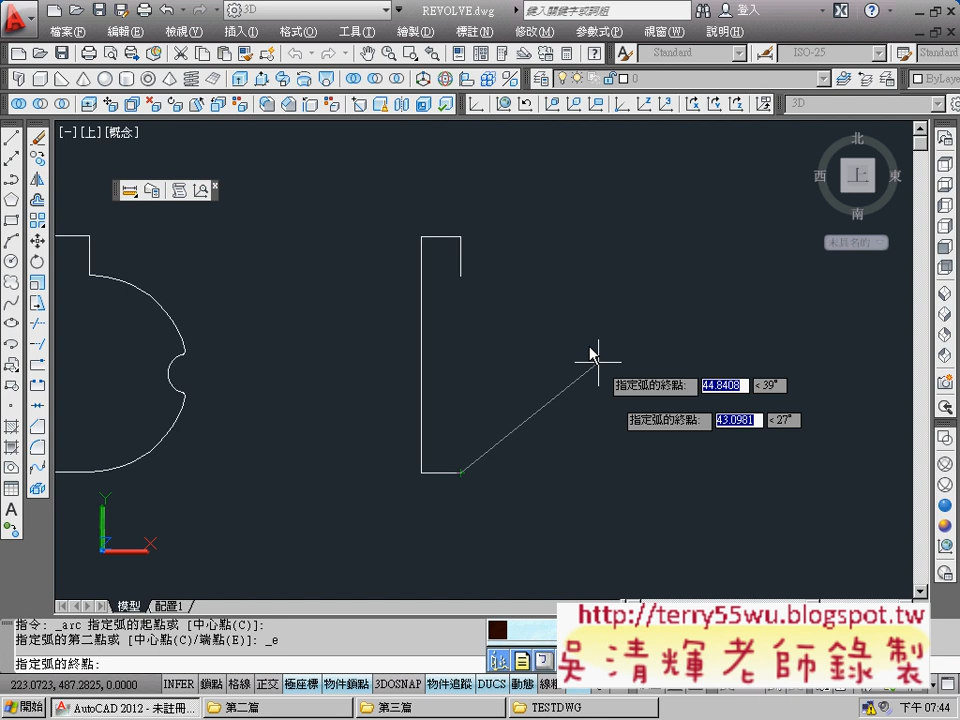 3D
REVOLVE.dwg
鍵入關鍵字或詞組
登入
檔案(F)
編輯(E)
檢視(V)
插入(I)
格式(O)
工具(T)
繪製(D)
標註(N)
修改(M)
參數式(P)
視窗(W)
說明(H)
Standard
ISO-25
Standard
0
ByLaye
3D
[-][上][概念]
北
西
上
東
南
未具名的
指定弧的終點:
44.8408
< 39°
指定弧的終點:
43.0981
< 27°
Y
X
模型
配置1
指令: _arc 指定弧的起點或 [中心點(C)]:
指定弧的第二點或 [中心點(C)/端點(E)]: _e
指定弧的終點:
http://terry55wu.blogspot.tw
吳清輝老師錄製
223.0723, 487.2825, 0.0000
INFER
鎖點
格線
正交
極座標
物件鎖點
3DOSNAP
物件追蹤
DUCS
動態
開始
AutoCAD 2012 - 未註冊...
第二篇
第三篇
TESTDWG
下午 07:44